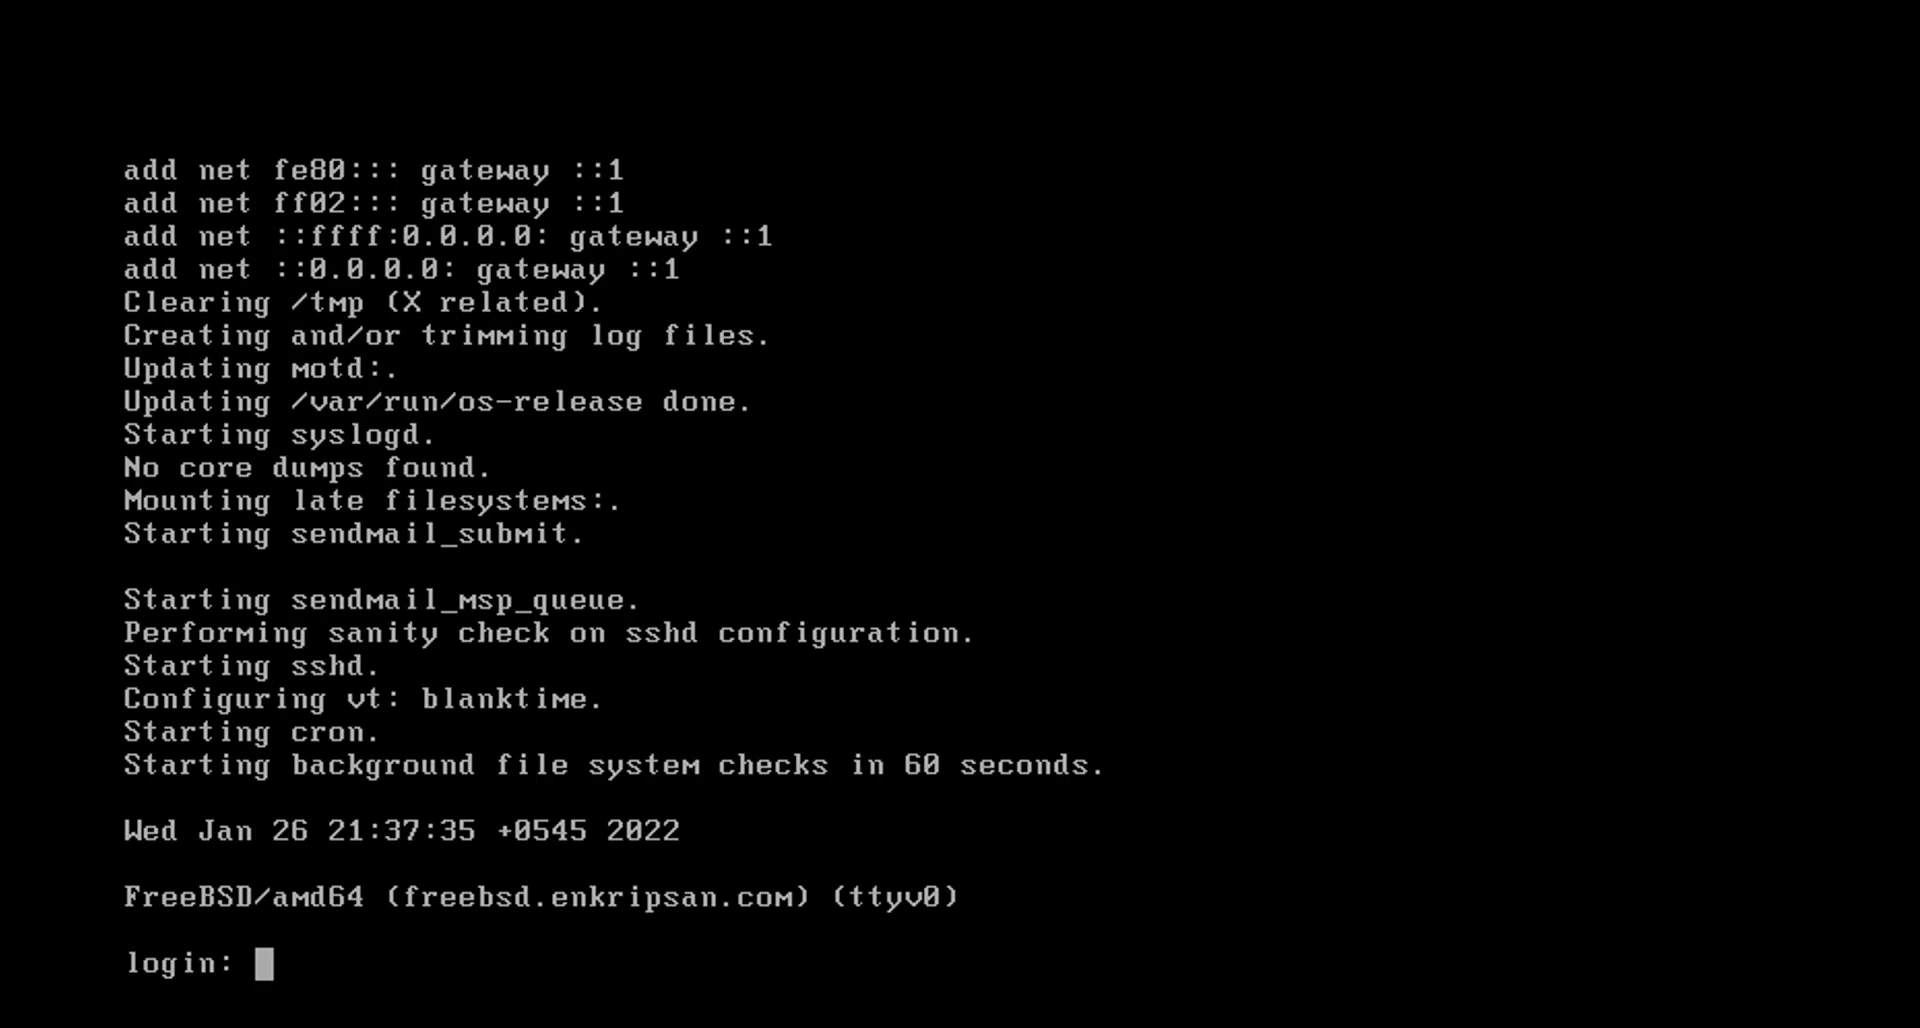 add net fe80::: gateway ::1
add net ff02::: gateway ::1
add net ::ffff:0.0.0.0: gateway ::1
add net ::0.0.0.0: gateway ::1
Clearing /tmp (X related).
Creating and/or trimming log files.
Updating motd:.
Updating /var/run/os-release done.
Starting syslogd.
No core dumps found.
Mounting late filesystems:.
Starting sendmail_submit.
Starting sendmail_msp_queue.
Performing sanity check on sshd configuration.
Starting sshd.
Configuring vt: blanktime.
Starting cron.
Starting background file system checks in 60 seconds.
Wed Jan 26 21:37:35 +0545 2022
FreeBSD/amd64 (freebsd.enkripsan.com) (ttyv0)
login: